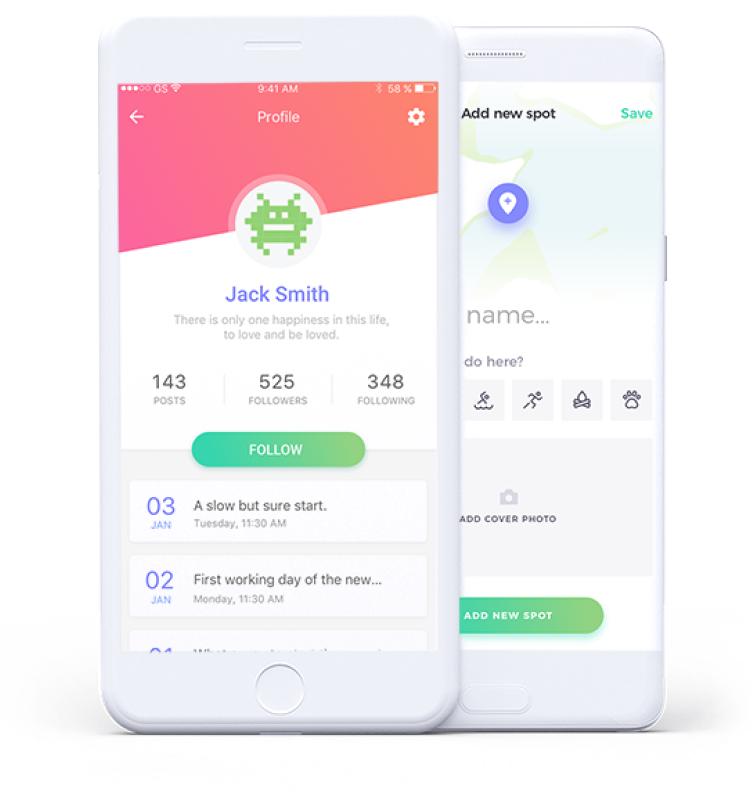 GS
9:41 AM
58 %
Profile
Jack Smith
There is only one happiness in this life,
to love and be loved.
143
525
348
POSTS
FOLLOWERS
FOLLOWING
FOLLOW
03
JAN
A slow but sure start.
Tuesday, 11:30 AM
02
JAN
First working day of the new...
Monday, 11:30 AM
Add new spot
Save
name...
do here?
ADD COVER PHOTO
ADD NEW SPOT